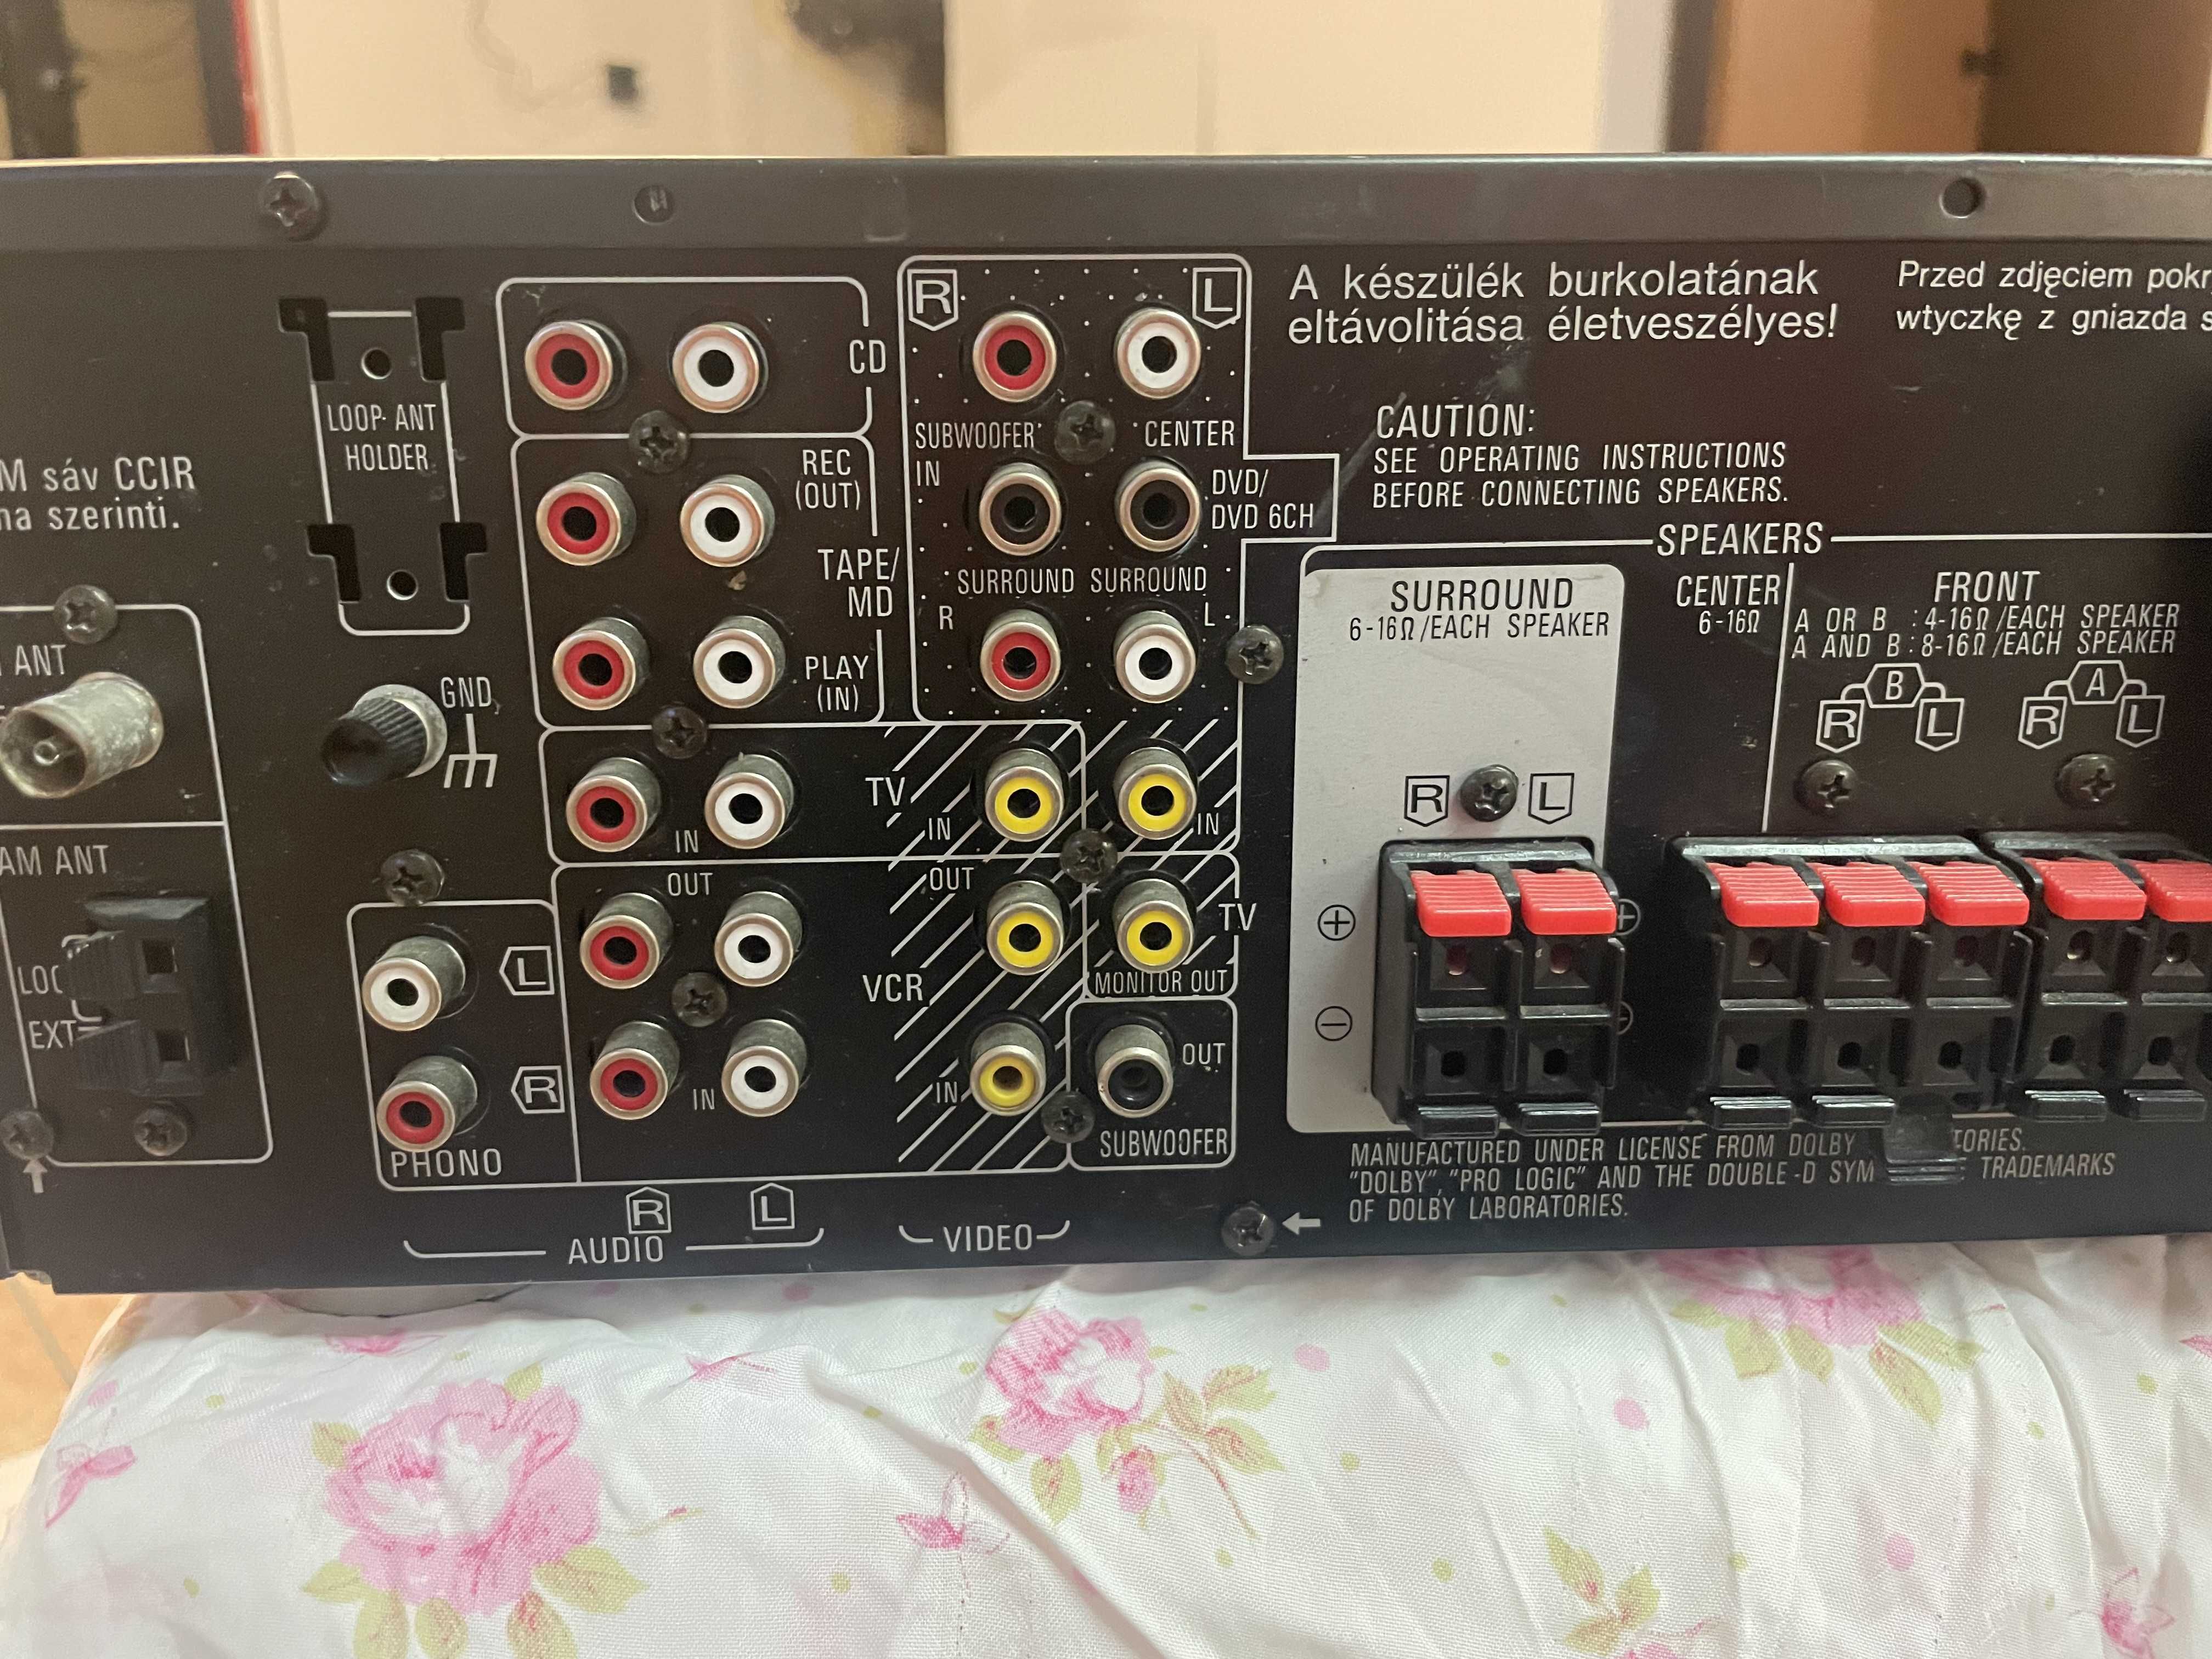 M sáv CCIR
na szerinti.
ANT
AM ANT
EXT
LOOP ANT
HOLDER
GND
CD
REC
(OUT)
TAPE/
MD
PLAY
(IN)
TV
IN
OUT
VCR
IN
L
R
PHONO
R L
AUDIO
R L
SUBWOOFER CENTER
IN
DVD/
DVD 6CH
SURROUND SURROUND
R L
IN IN
OUT
TV
MONITOR OUT
IN
OUT
SUBWOOFER
VIDEO
A készülék burkolatának
eltávolitása életveszélyes!
Przed zdjęciem
wtyczkę z gniazda
CAUTION:
SEE OPERATING INSTRUCTIONS
BEFORE CONNECTING SPEAKERS.
SPEAKERS
SURROUND
6-16Ω/EACH SPEAKER
R L
+ +
−
CENTER
6-16Ω
FRONT
A OR B : 4-16Ω/EACH SPEAKER
A AND B : 8-16Ω/EACH SPEAKER
B A
R L R L
MANUFACTURED UNDER LICENSE FROM DOLBY
"DOLBY", "PRO LOGIC" AND THE DOUBLE-D TRADEMARKS
OF DOLBY LABORATORIES.